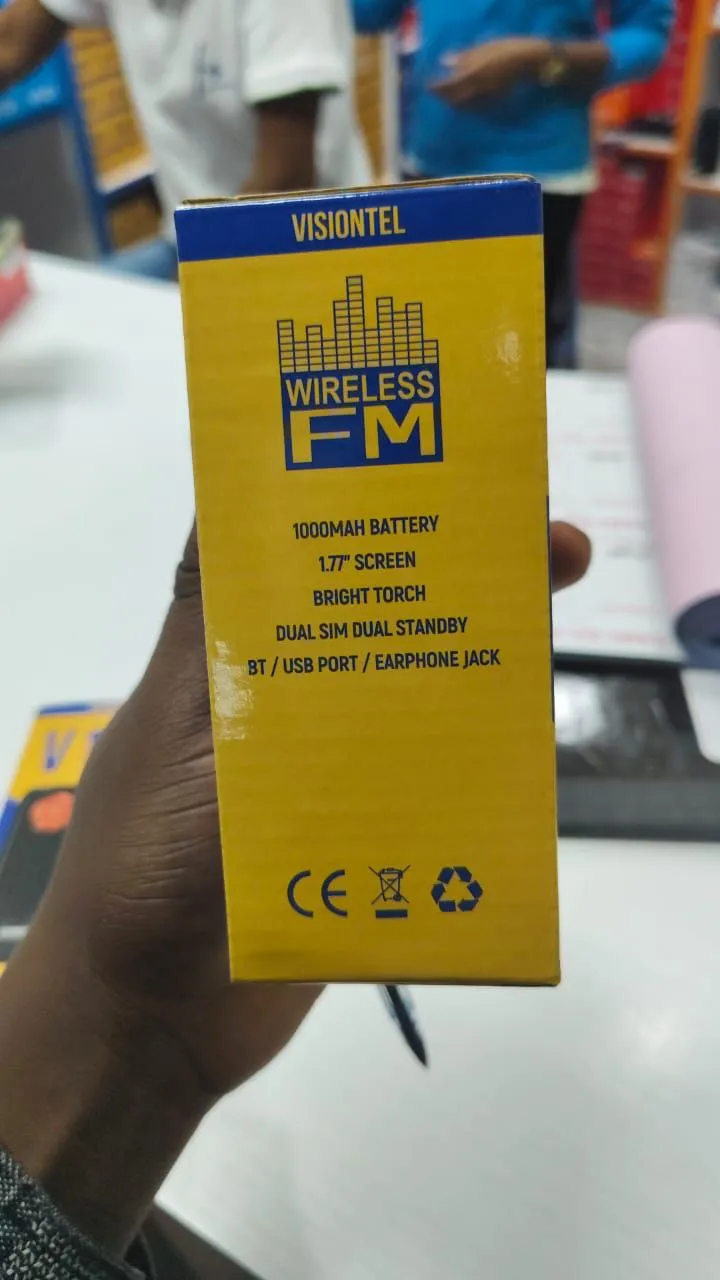 VISIONTEL
WIRELESS
FM
1000MAH BATTERY
1.77" SCREEN
BRIGHT TORCH
DUAL SIM DUAL STANDBY
BT / USB PORT / EARPHONE JACK
CE
V